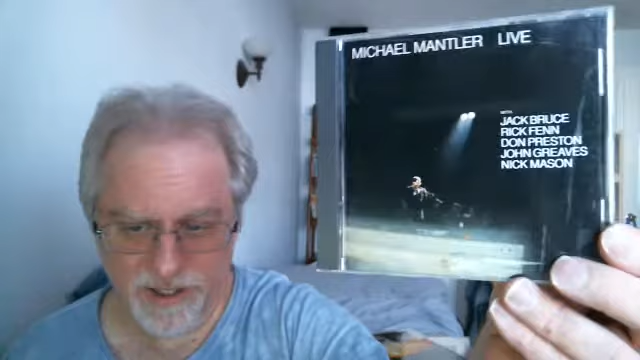 MICHAEL MANTLER LIVE
WITH
JACK BRUCE
RICK FENN
DON PRESTON
JOHN GREAVES
NICK MASON